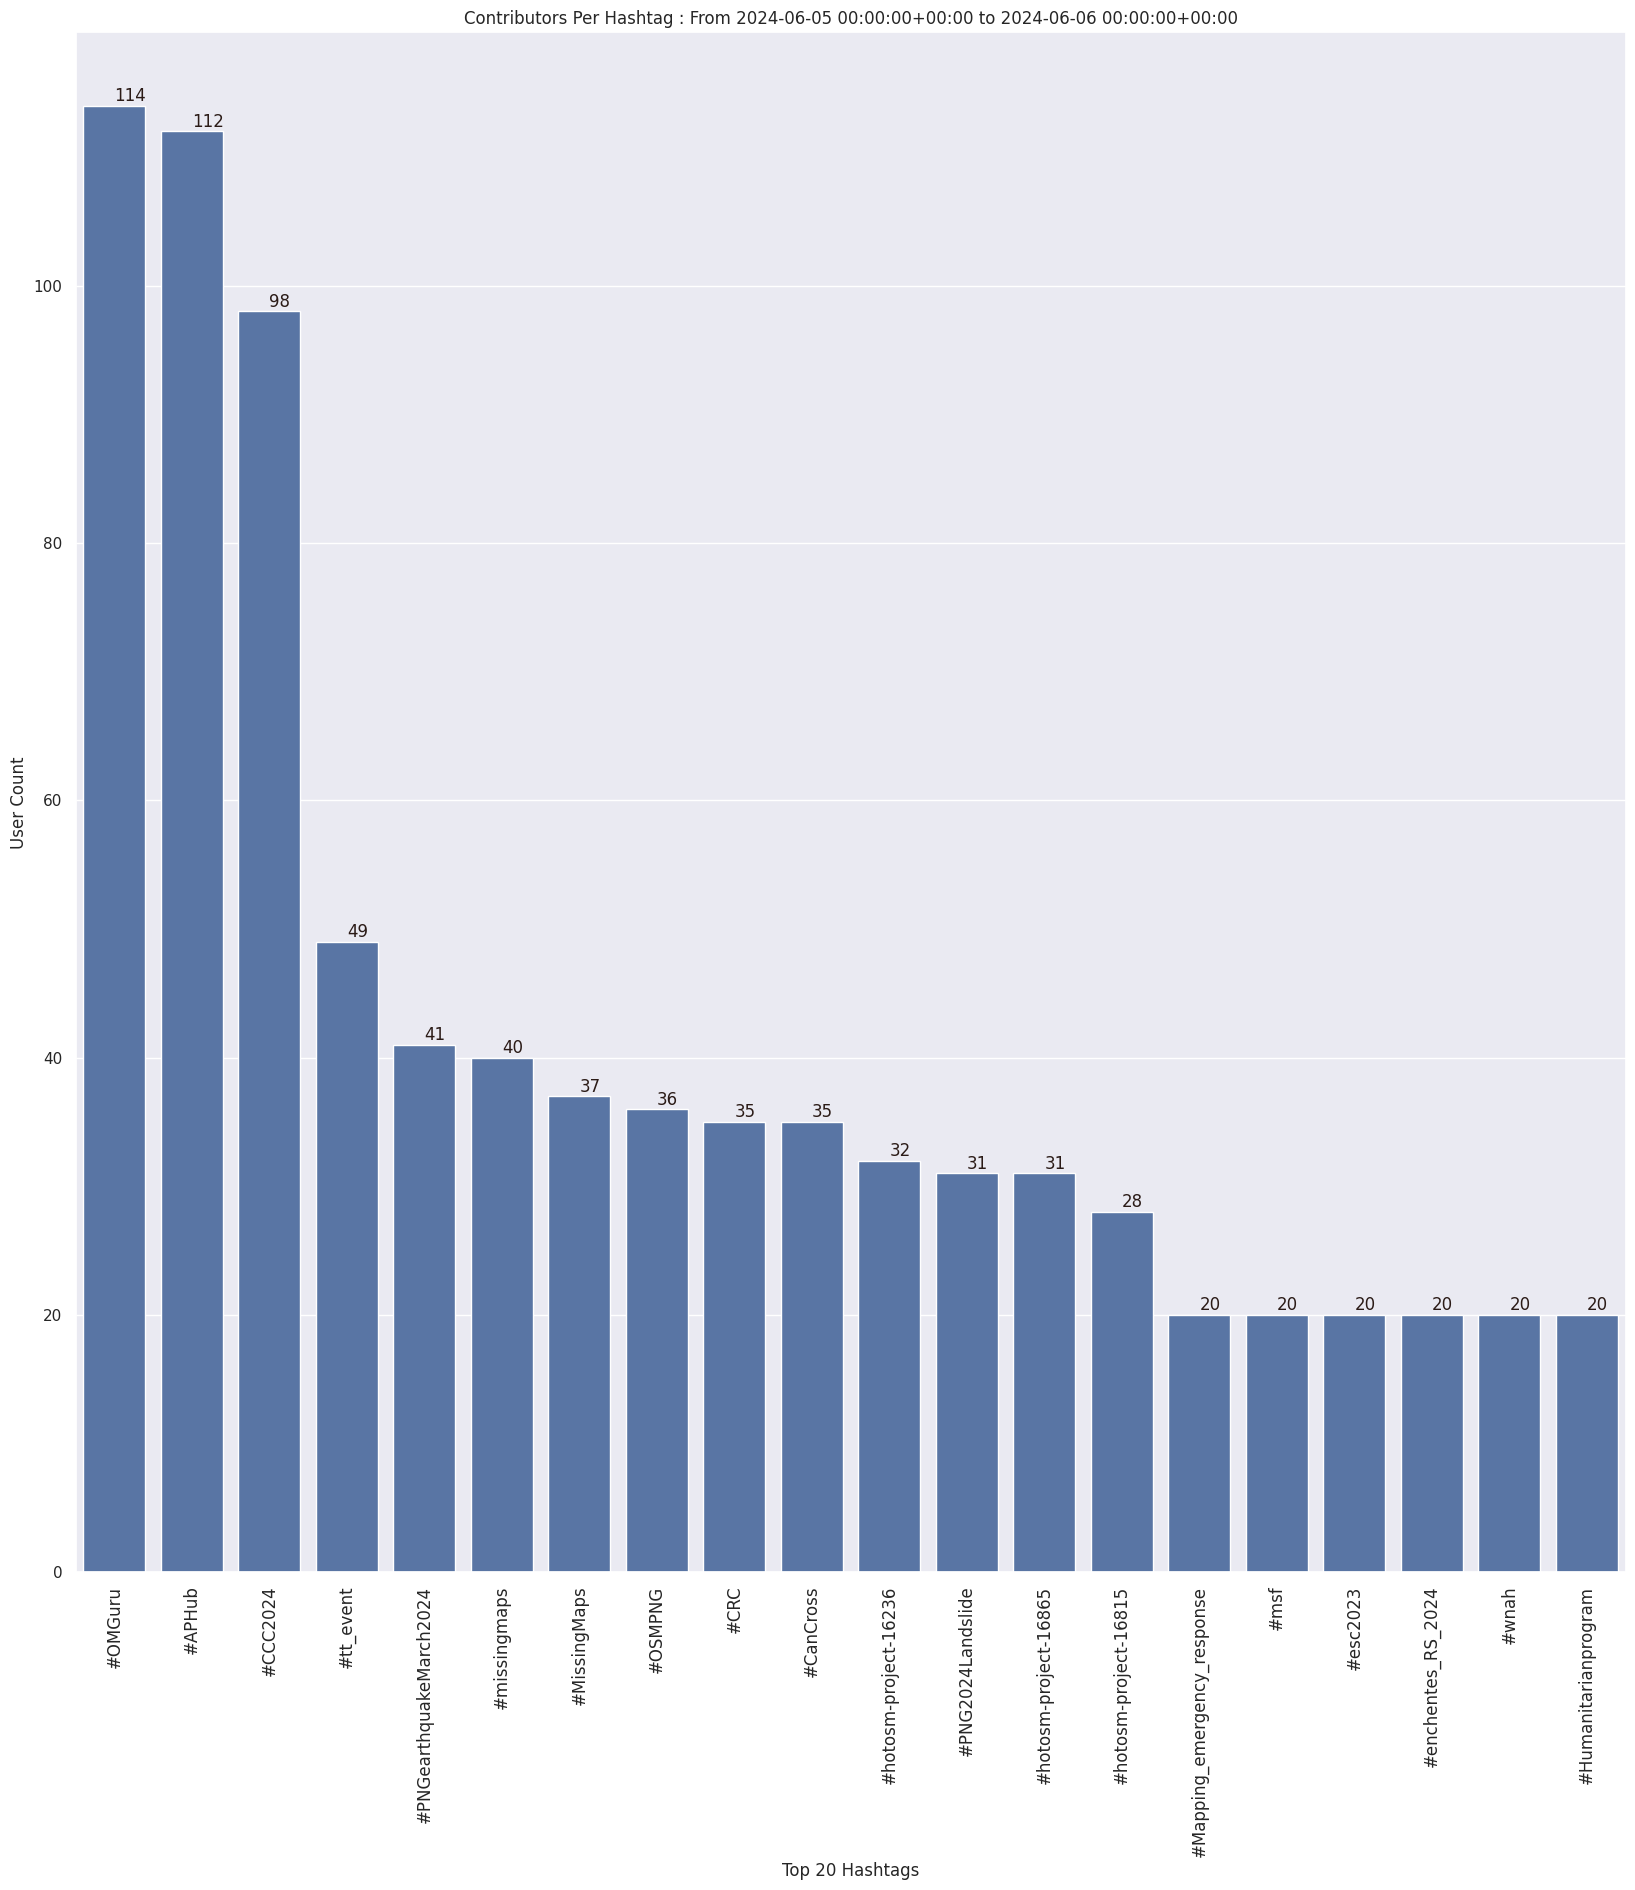 Contributors Per Hashtag : From 2024-06-05 00:00:00+00:00 to 2024-06-06 00:00:00+00:00
114
112
98
49
41
40
37
36
35
35
32
31
31
28
20
20
20
20
20
20
100
80
60
40
20
0
User Count
#OMGuru
#APHub
#CCC2024
#tt_event
#PNGearthquakeMarch2024
#missingmaps
#MissingMaps
#OSMPNG
#CRC
#CanCross
#hotosm-project-16236
#PNG2024Landslide
#hotosm-project-16865
#hotosm-project-16815
#Mapping_emergency_response
#msf
#esc2023
#enchentes_RS_2024
#wnah
#Humanitarianprogram
Top 20 Hashtags